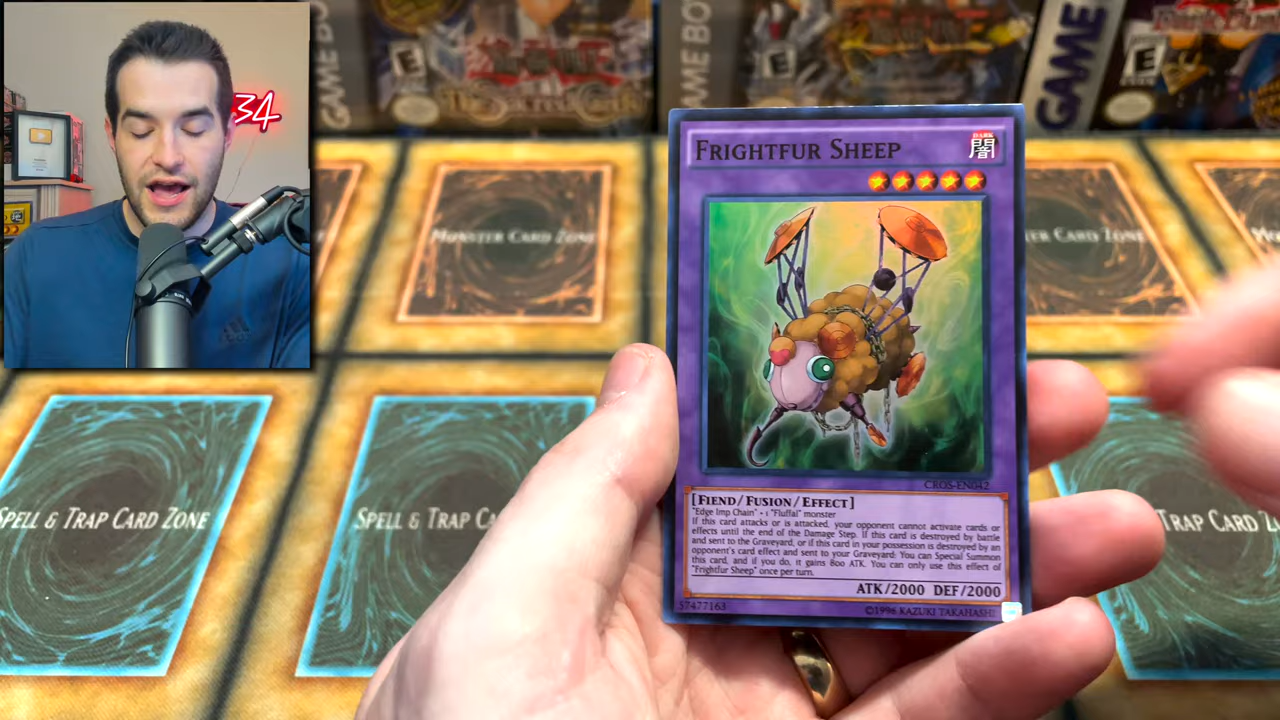 34
GAME BOY
E
GAME BOY
E
GAME
E
MONSTER CARD ZONE
SPELL & TRAP CARD ZONE
SPELL & TRAP CA
TRAP CARD
FRIGHTFUR SHEEP
DARK
闇
CROS-EN042
[FIEND/FUSION/EFFECT]
"Edge Imp Chain" + 1 "Fluffal" monster
If this card attacks or is attacked, your opponent cannot activate cards or
effects until the end of the Damage Step. If this card is destroyed by battle
and sent to the Graveyard, or if this card in your possession is destroyed by an
opponent's card effect and sent to your Graveyard: You can Special Summon
this card, and if you do, it gains 800 ATK. You can only use this effect of
"Frightfur Sheep" once per turn.
ATK/2000 DEF/2000
57477163
©1996 KAZUKI TAKAHASHI